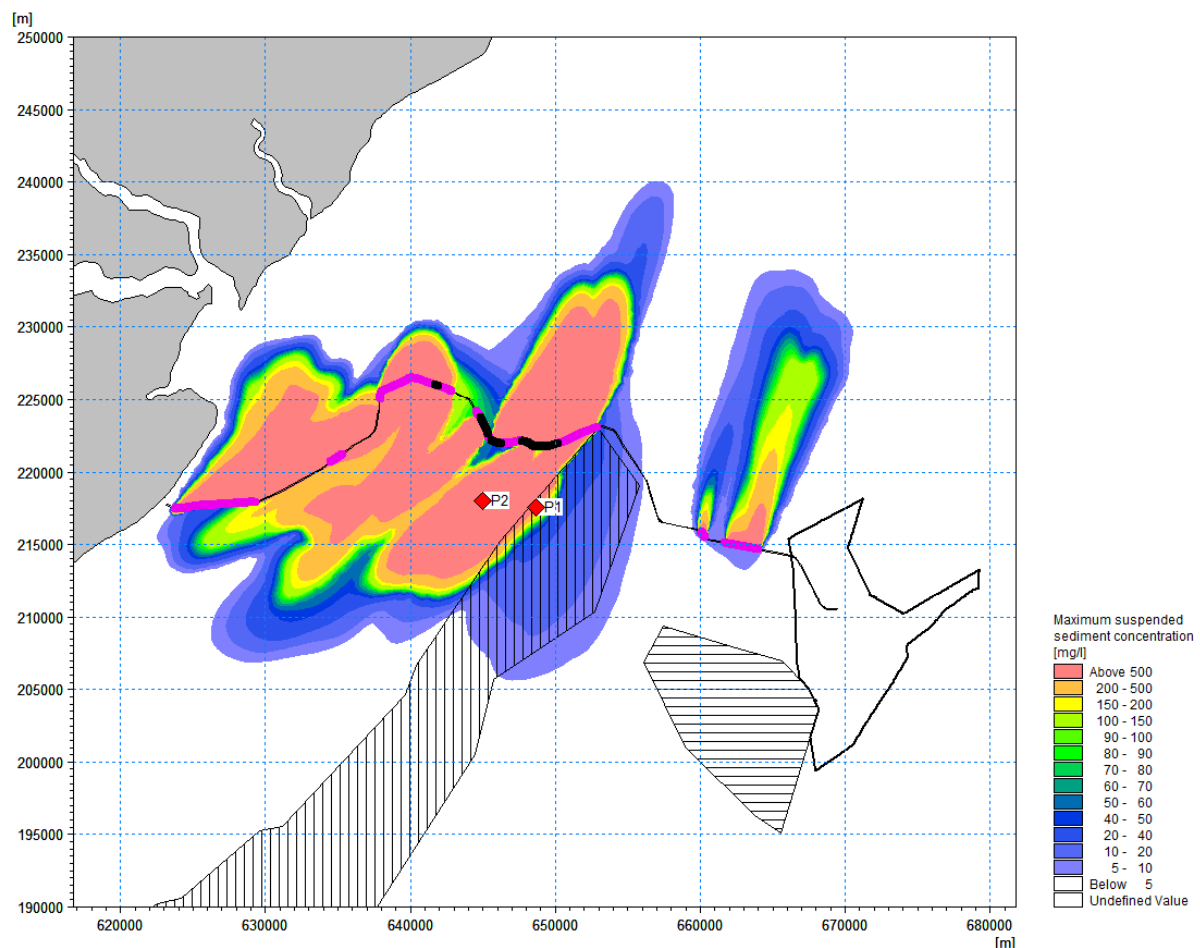 [m]
250000
245000
240000
235000
230000
225000
220000
215000
210000
205000
200000
195000
190000
P2
P1
620000 630000 640000 650000 660000 670000 680000
[m]
Maximum suspended
sediment concentration
[mg/l]
Above 500
200 - 500
150 - 200
100 - 150
90 - 100
80 - 90
70 - 80
60 - 70
50 - 60
40 - 50
20 - 40
10 - 20
5 - 10
Below 5
Undefined Value